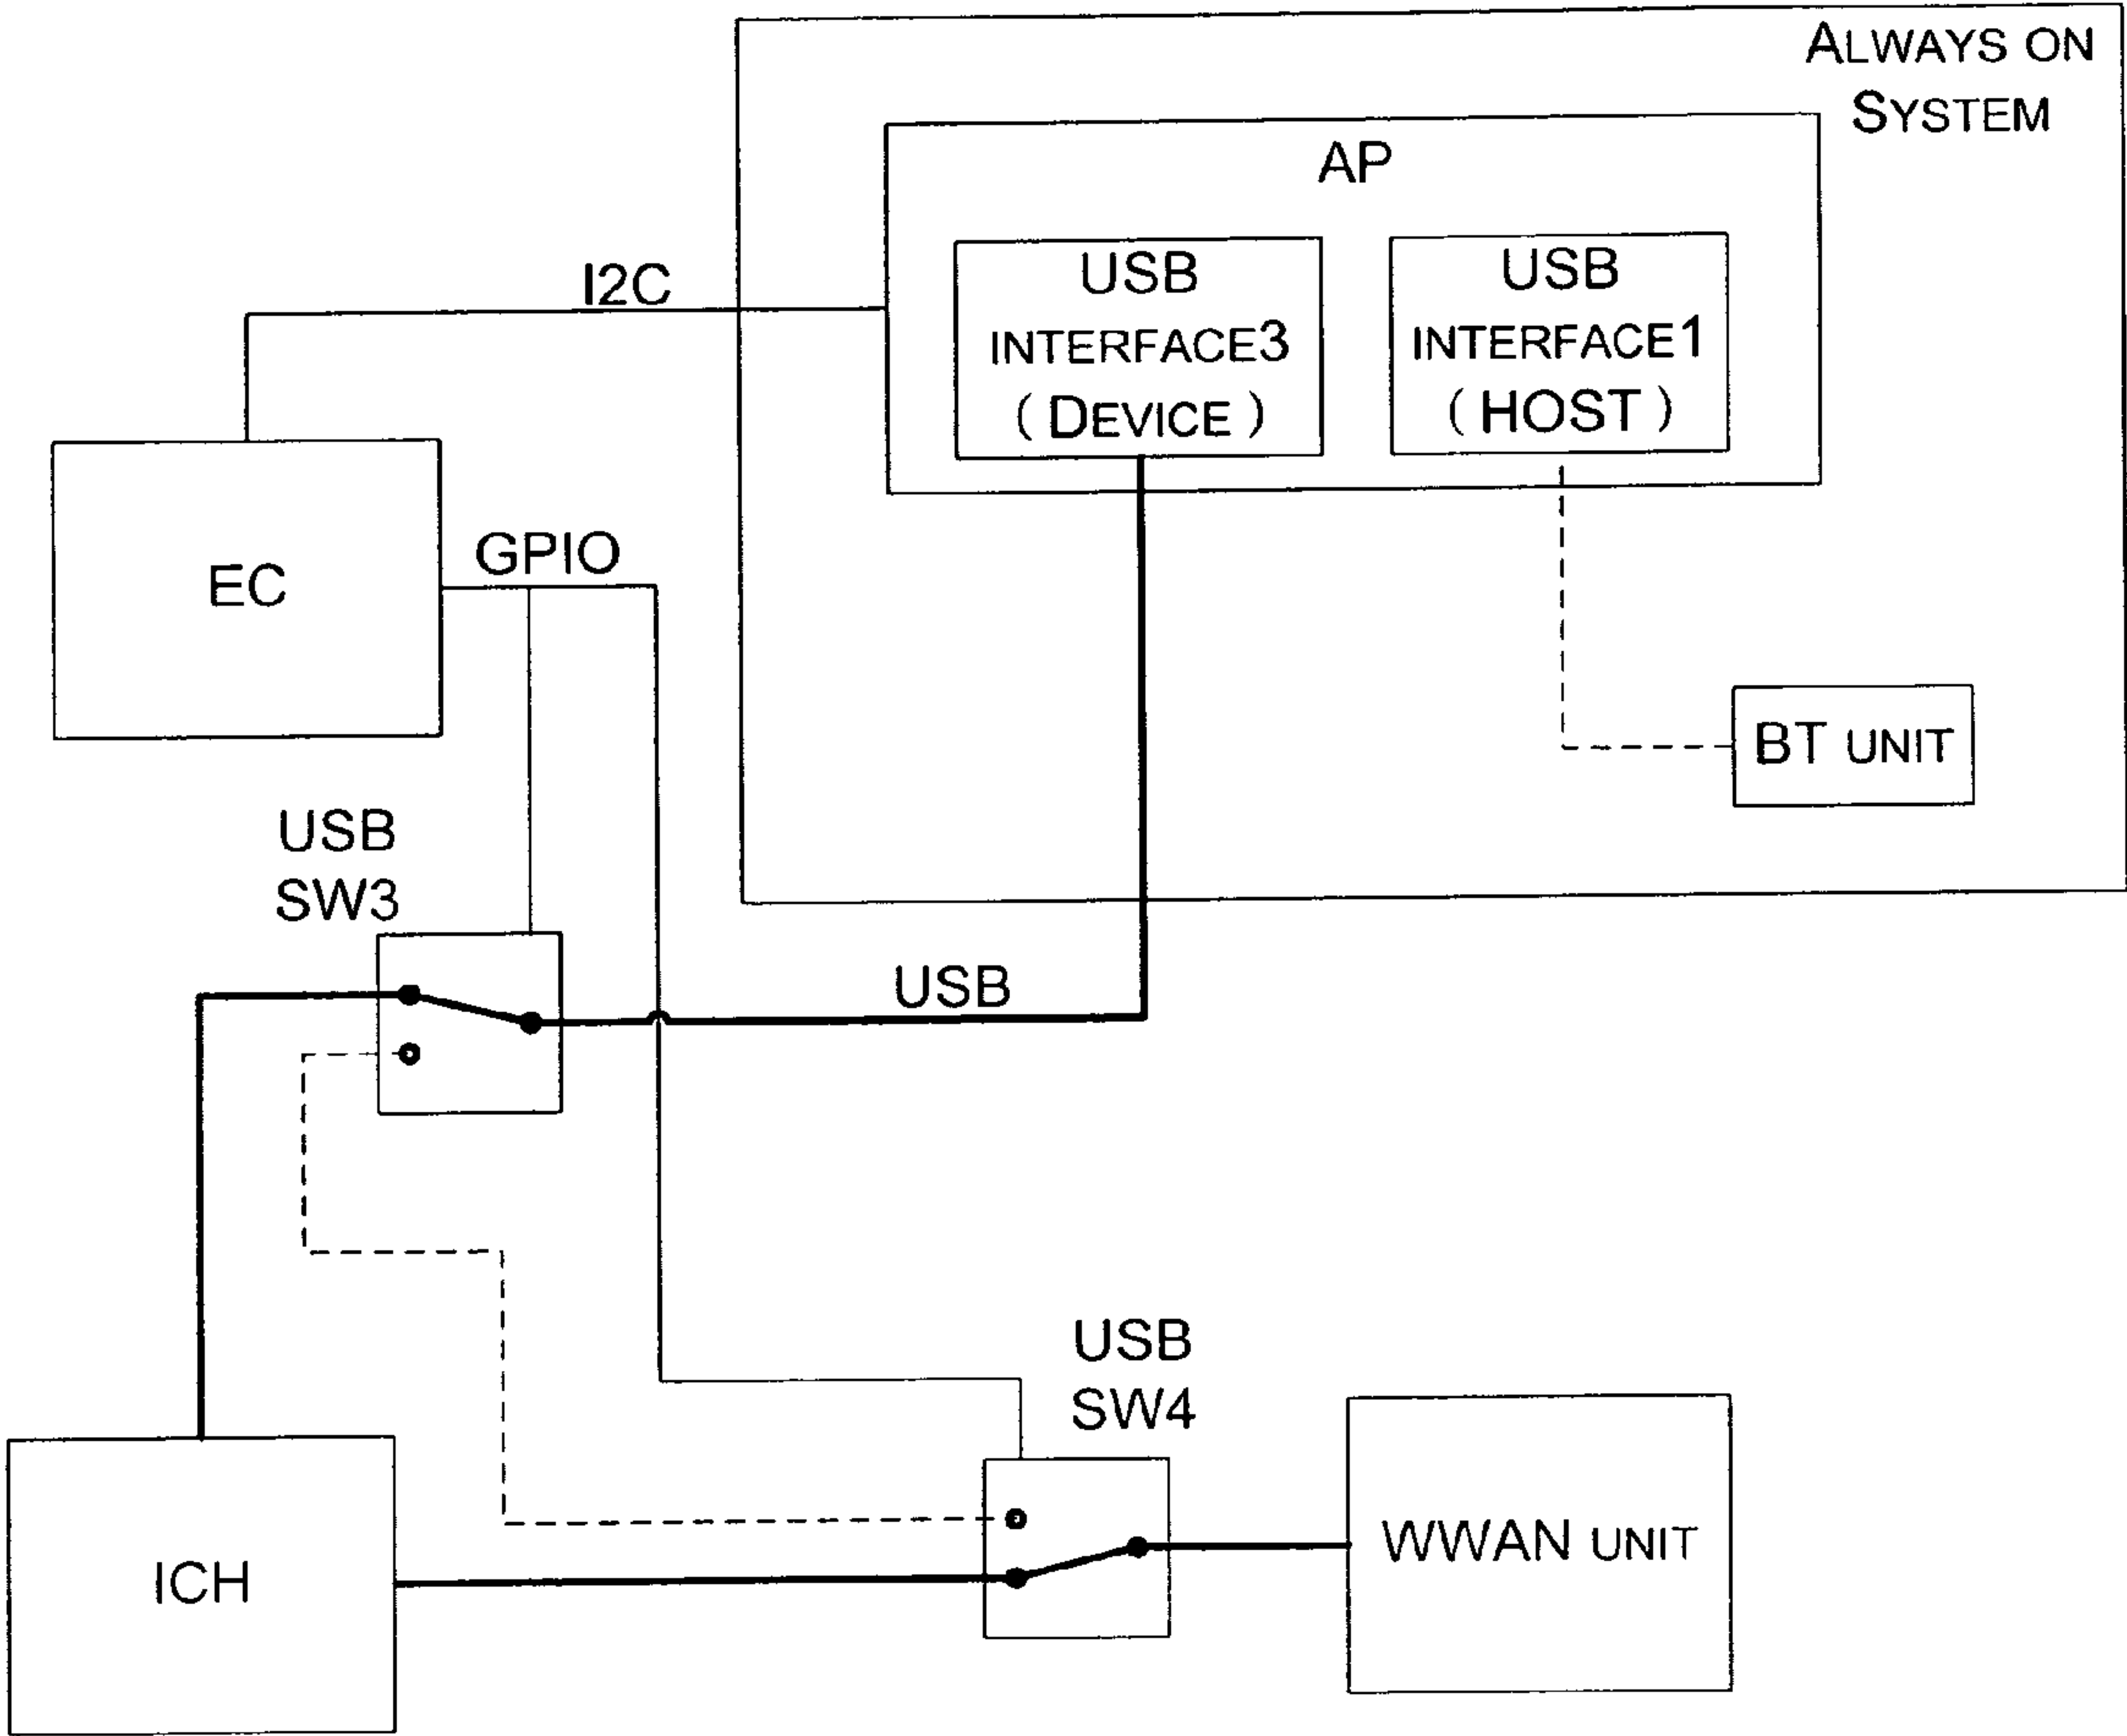 ALWAYS ON
SYSTEM
AP
I2C
USB
INTERFACE3
( DEVICE )
USB
INTERFACE1
( HOST )
EC
GPIO
BT UNIT
USB
SW3
USB
USB
SW4
ICH
WWAN UNIT